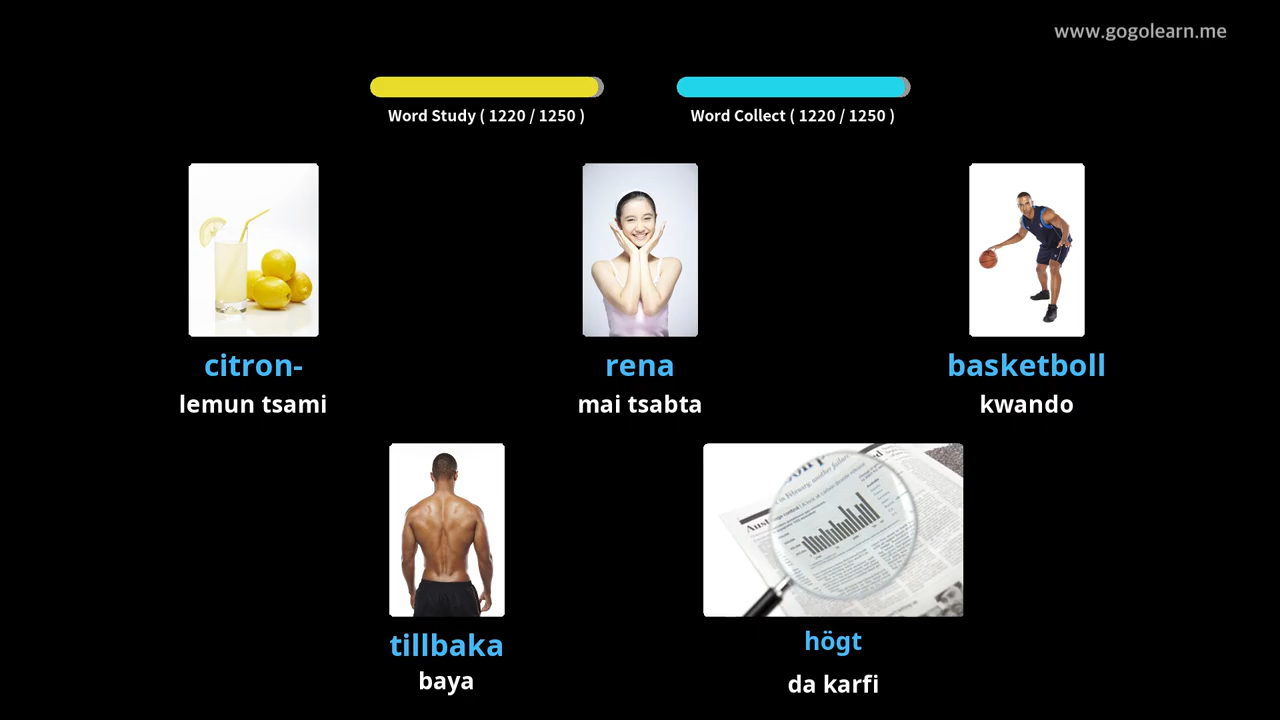 www.gogolearn.me
Word Study ( 1220 / 1250 )
Word Collect ( 1220 / 1250 )
citron-
lemun tsami
rena
mai tsabta
basketboll
kwando
tillbaka
baya
högt
da karfi